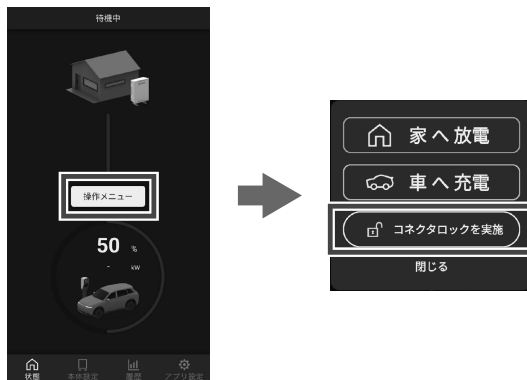 待機中
操作メニュー
50 %
- kW
状態 本体設定 履歴 アプリ設定
家へ放電
車へ充電
コネクタロックを実施
閉じる